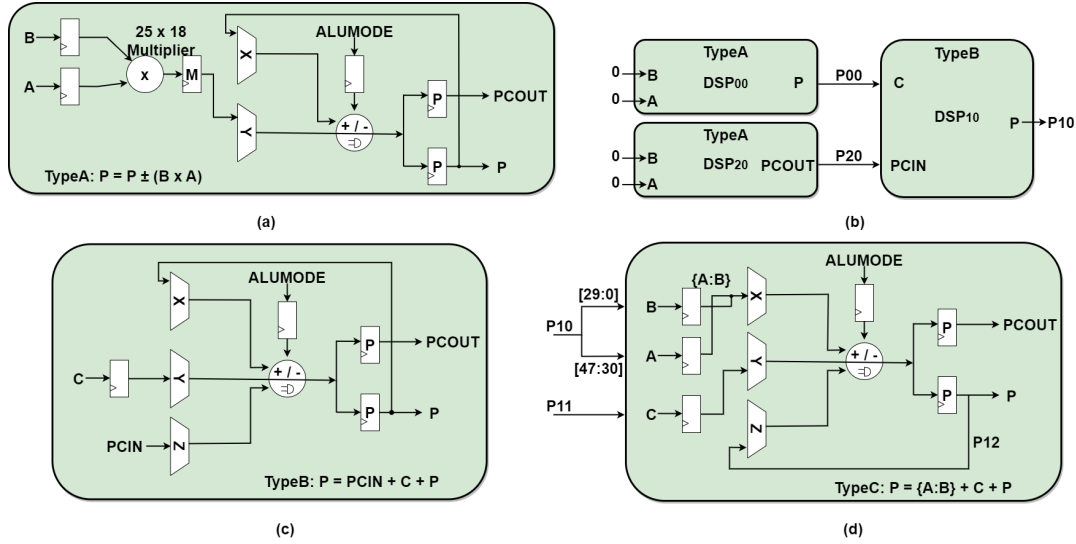 B
25 x 18
Multiplier
x
M
A
X
Y
ALUMODE
+ / -
P
PCOUT
P
P
TypeA: P = P ± (B x A)
(a)
TypeA
0
B
DSP00
P
P00
0
A
TypeA
0
B
DSP20
PCOUT
P20
0
A
TypeB
C
DSP10
P
P10
PCIN
(b)
ALUMODE
X
C
Y
+ / -
P
PCOUT
P
P
PCIN
Z
TypeB: P = PCIN + C + P
(c)
ALUMODE
{A:B}
[29:0]
B
X
P10
A
[47:30]
Y
+ / -
P
PCOUT
P11
C
P
P
Z
P12
TypeC: P = {A:B} + C + P
(d)